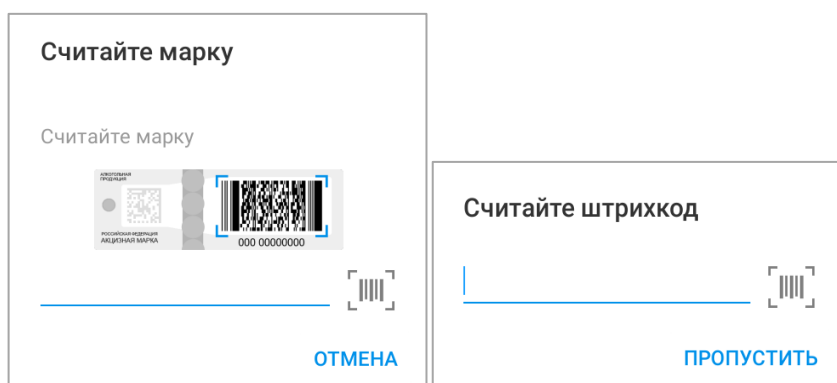 Считайте марку
Считайте марку
АЛКОГОЛЬНАЯ
ПРОДУКЦИЯ
РОССИЙСКАЯ ФЕДЕРАЦИЯ
АКЦИЗНАЯ МАРКА
000 00000000
ОТМЕНА
Считайте штрихкод
ПРОПУСТИТЬ